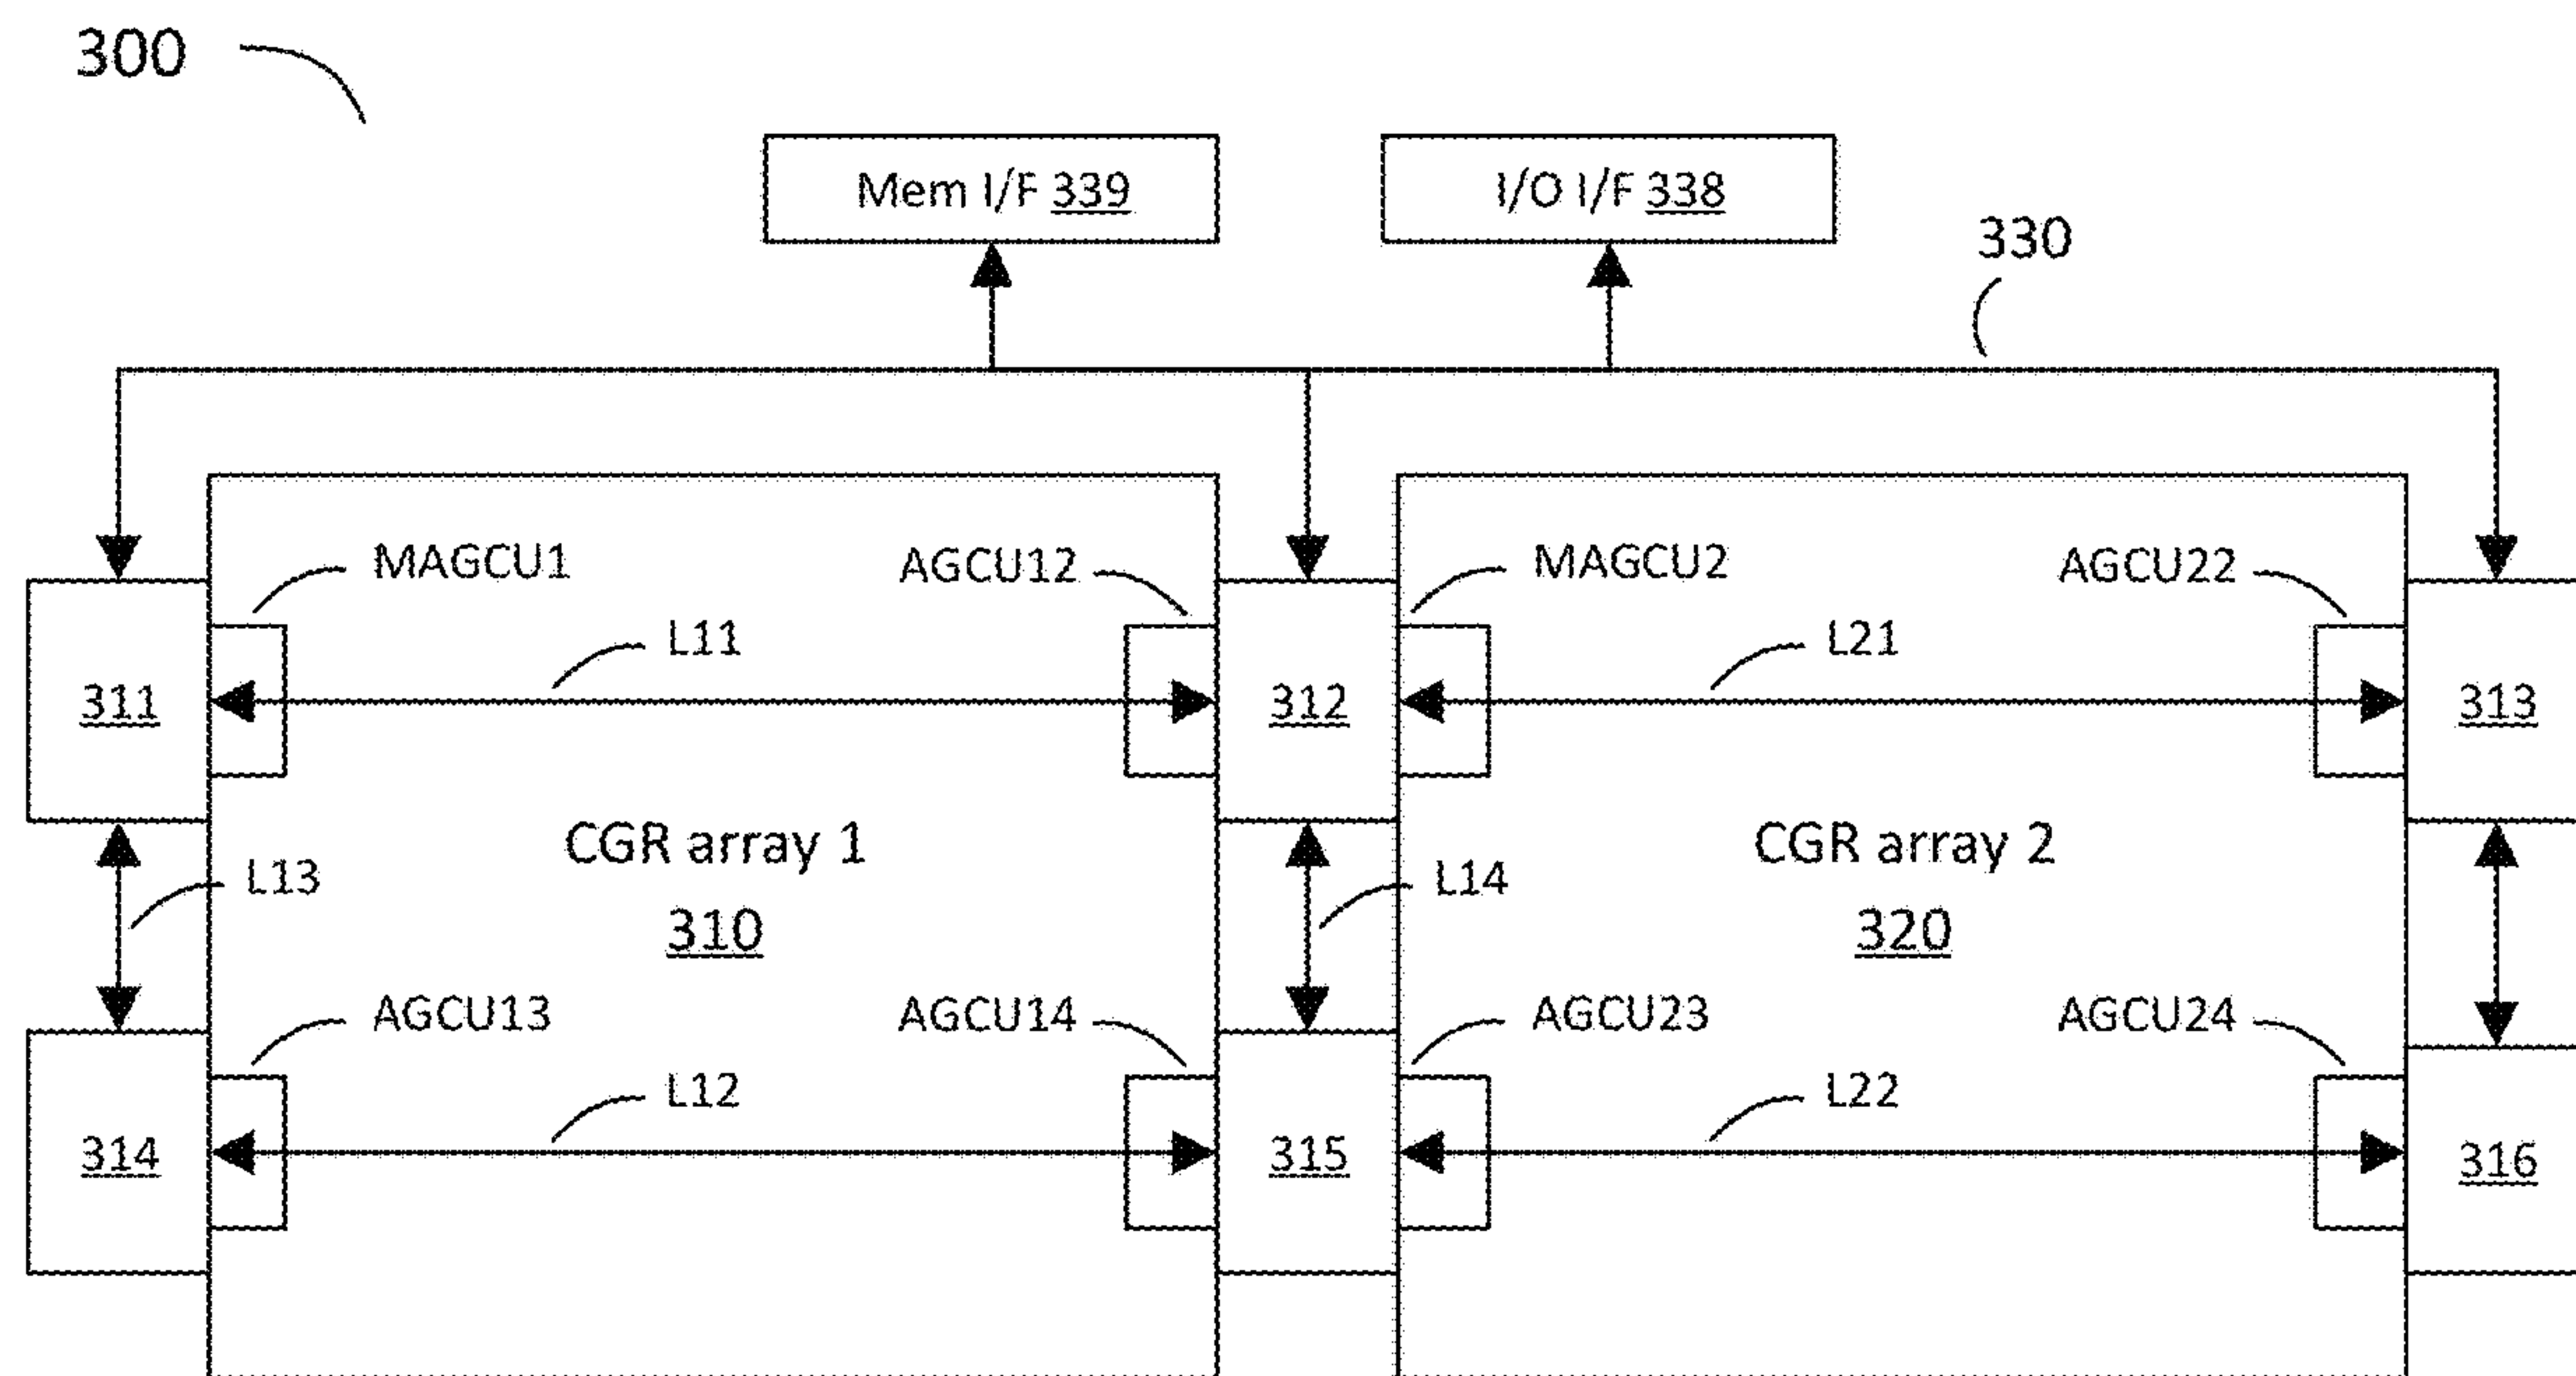 300
Mem I/F 339
I/O I/F 338
330
MAGCU1
AGCU12
MAGCU2
AGCU22
L11
L21
311
312
313
CGR array 1
310
CGR array 2
320
L13
L14
AGCU13
AGCU14
AGCU23
AGCU24
L12
L22
314
315
316